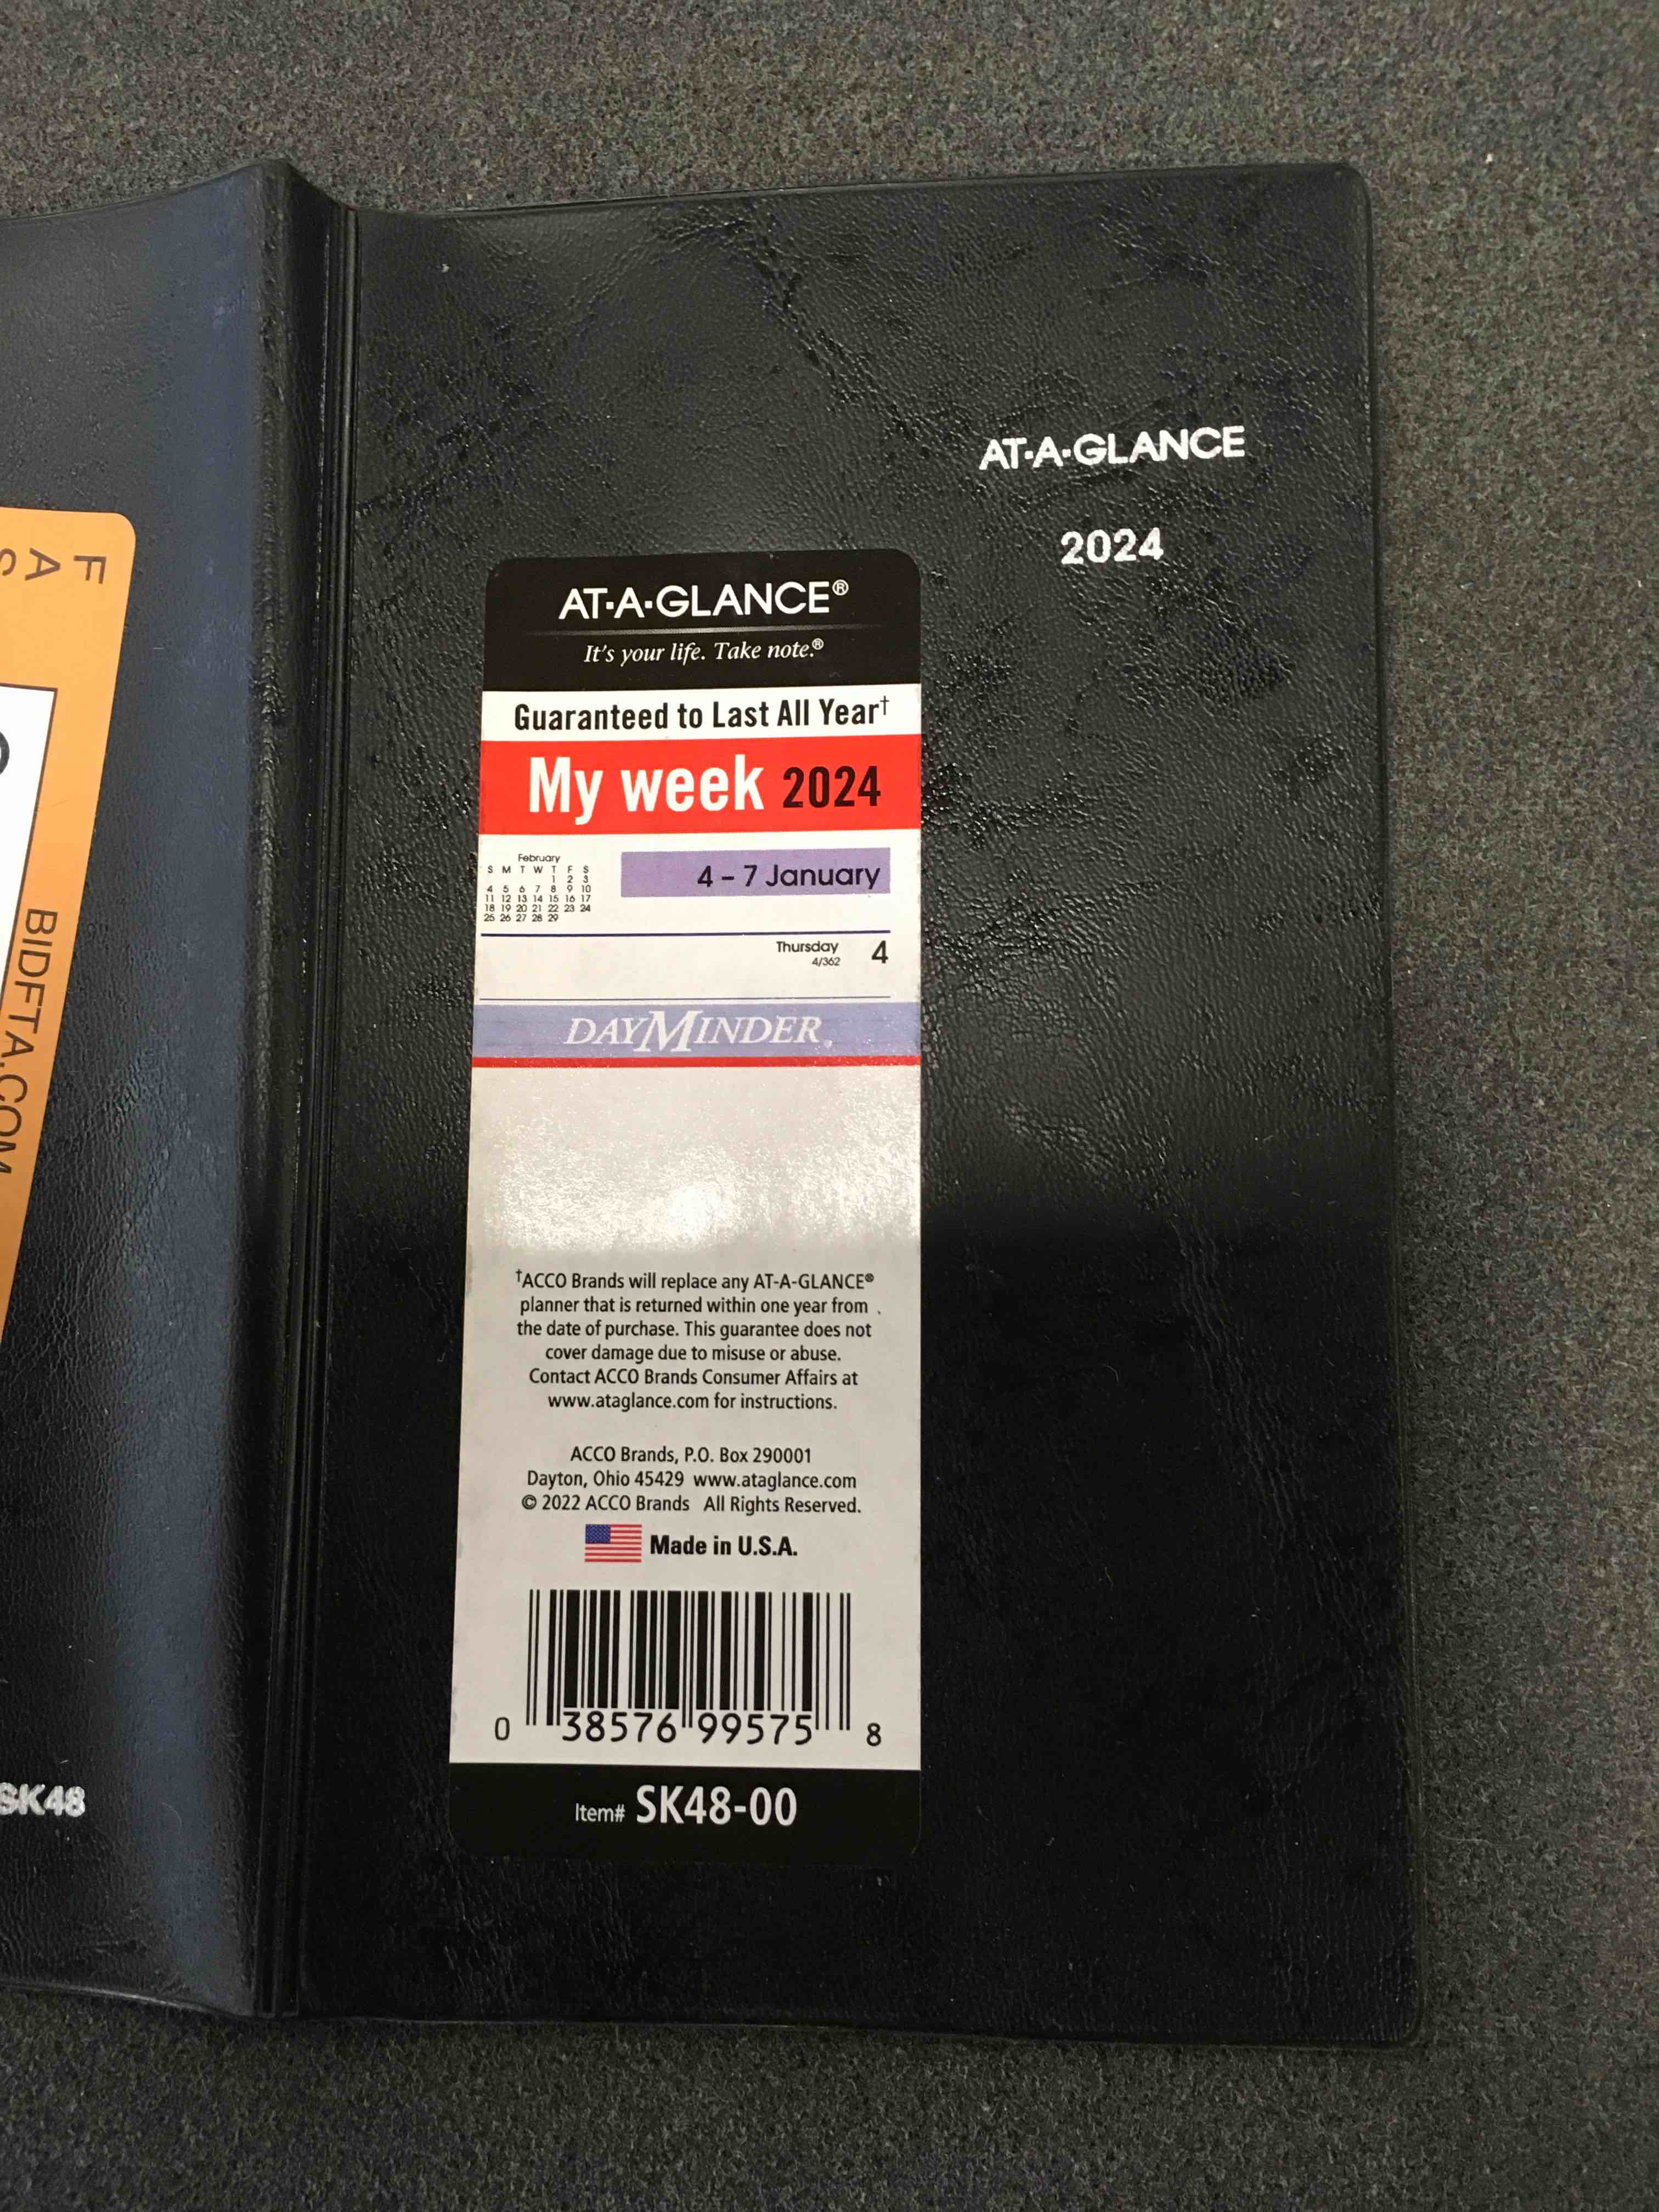 AT-A-GLANCE
2024
AT-A-GLANCE®
It's your life. Take note.®
Guaranteed to Last All Year†
My week 2024
February
S M T W T F S
1 2 3
4 5 6 7 8 9 10
11 12 13 14 15 16 17
18 19 20 21 22 23 24
25 26 27 28 29
4 – 7 January
Thursday 4
4/362
DAYMINDER
†ACCO Brands will replace any AT-A-GLANCE®
planner that is returned within one year from
the date of purchase. This guarantee does not
cover damage due to misuse or abuse.
Contact ACCO Brands Consumer Affairs at
www.ataglance.com for instructions.
ACCO Brands, P.O. Box 290001
Dayton, Ohio 45429 www.ataglance.com
© 2022 ACCO Brands All Rights Reserved.
Made in U.S.A.
0 38576 99575 8
Item# SK48-00
BIDFTA.COM
SK48